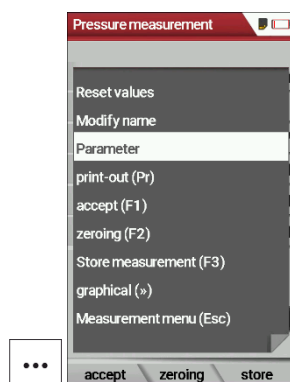 Pressure measurement
Reset values
Modify name
Parameter
print-out (Pr)
accept (F1)
zeroing (F2)
Store measurement (F3)
graphical (»)
Measurement menu (Esc)
...
accept zeroing store